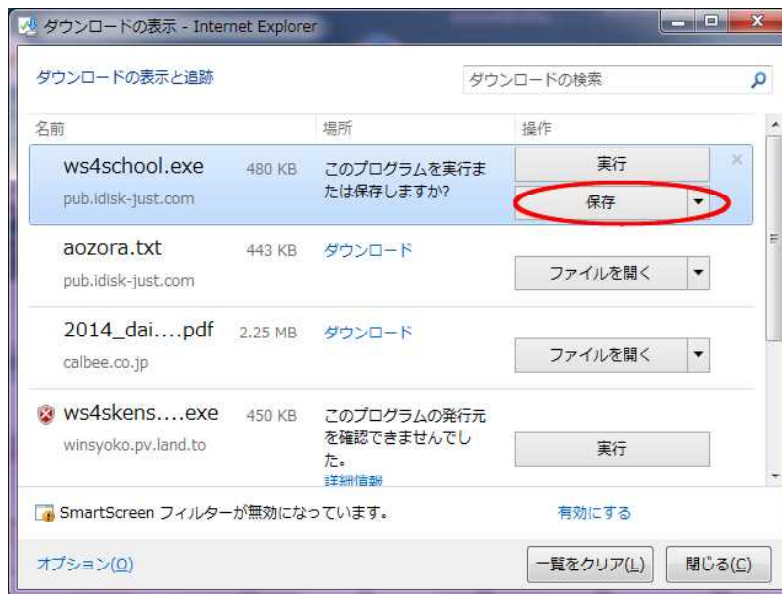 ダウンロードの表示 - Internet Explorer
ダウンロードの表示と追跡
ダウンロードの検索
名前 場所 操作
ws4school.exe 480 KB このプログラムを実行ま
たは保存しますか?
pub.idisk-just.com
実行
保存
aozora.txt 443 KB ダウンロード
pub.idisk-just.com
ファイルを開く
2014_dai....pdf 2.25 MB ダウンロード
calbee.co.jp
ファイルを開く
ws4skens....exe 450 KB このプログラムの発行元
を確認できませんでし
た。
winsyoko.pv.land.to
詳細情報
実行
SmartScreen フィルターが無効になっています。 有効にする
オプション(O) 一覧をクリア(L) 閉じる(C)